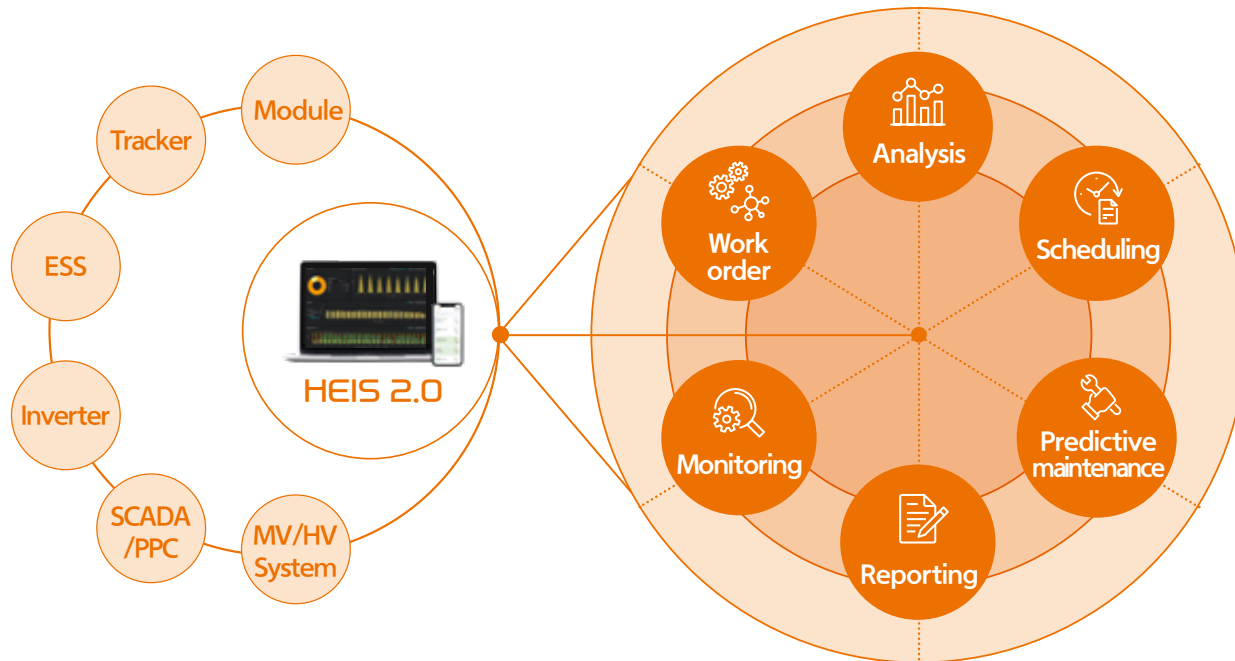 Module
Tracker
ESS
Inverter
SCADA
/PPC
MV/HV
System
HEIS 2.0
Analysis
Scheduling
Predictive
maintenance
Reporting
Monitoring
Work
order